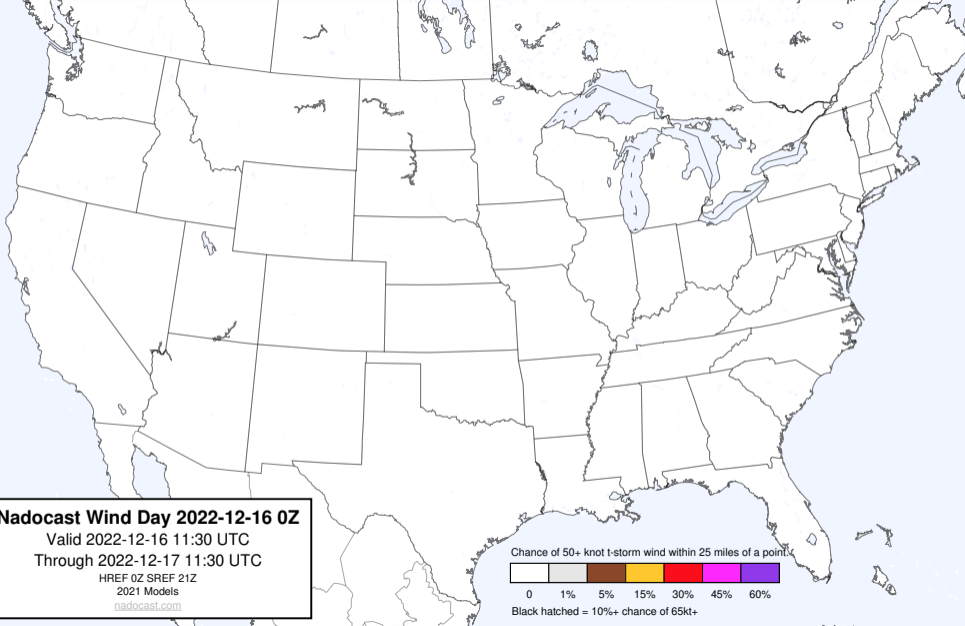 Nadocast Wind Day 2022-12-16 0Z
Valid 2022-12-16 11:30 UTC
Through 2022-12-17 11:30 UTC
HREF 0Z SREF 21Z
2021 Models
nadocast.com
Chance of 50+ knot t-storm wind within 25 miles of a point.
0 1% 5% 15% 30% 45% 60%
Black hatched = 10%+ chance of 65kt+